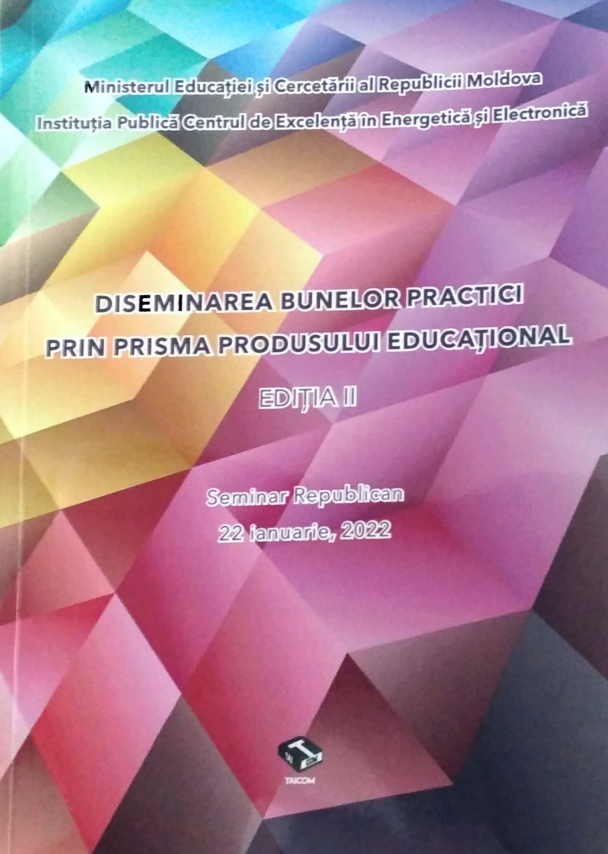 Ministerul Educației și Cercetării al Republicii Moldova
Instituția Publică Centrul de Excelență în Energetică și Electronică
DISEMINAREA BUNELOR PRACTICI
PRIN PRISMA PRODUSULUI EDUCAȚIONAL
EDIȚIA II
Seminar Republican
22 ianuarie, 2022
TAICOM